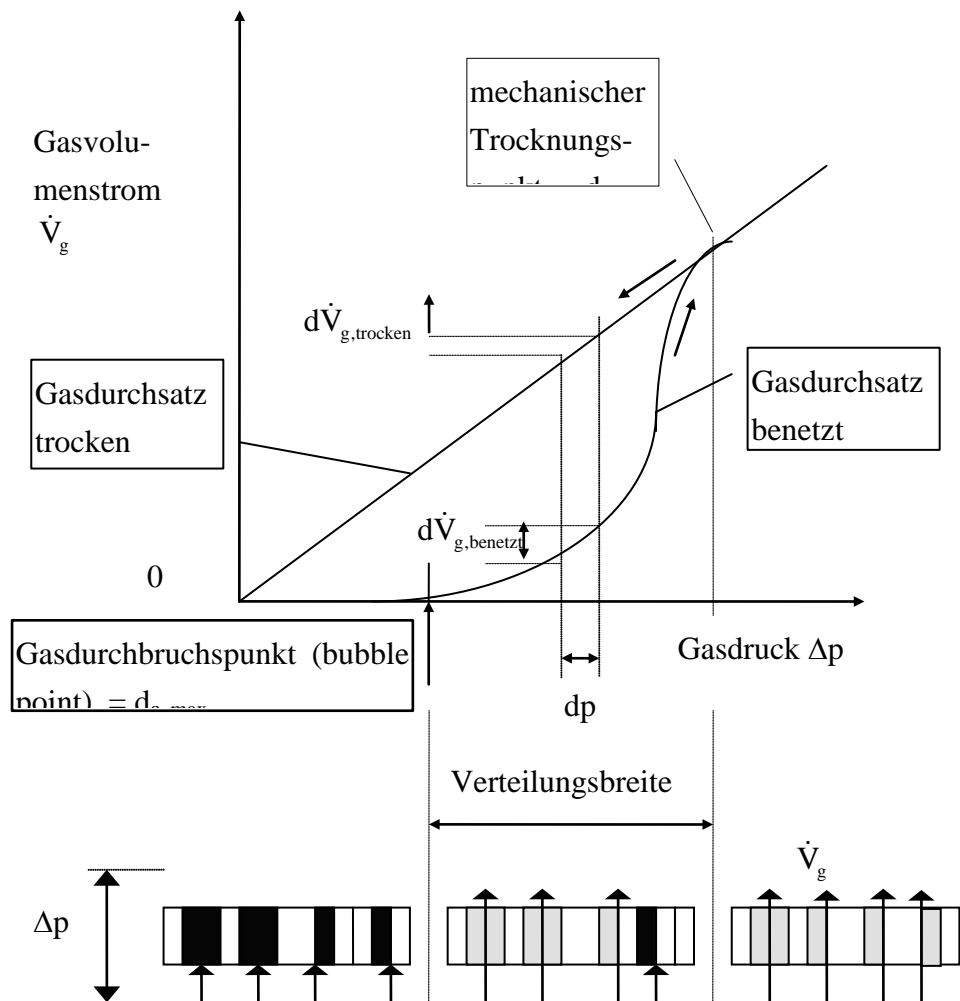 mechanischer
Trocknungs-
Gasvolu-
menstrom
V̇g
dV̇g,trocken
Gasdurchsatz
trocken
Gasdurchsatz
benetzt
dV̇g,benetzt
0
Gasdurchbruchspunkt (bubble
point) = d
Gasdruck Δp
dp
Verteilungsbreite
V̇g
Δp